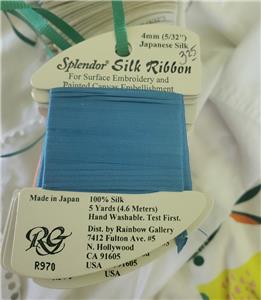 4mm (5/32")
Japanese Silk
Splendor® Silk Ribbon
325
For Surface Embroidery and
Painted Canvas Embellishment
Made in Japan
100% Silk
5 Yards (4.6 Meters)
Hand Washable. Test First.
RG
R970
Dist. by Rainbow Gallery
7412 Fulton Ave. #5
N. Hollywood
CA 91605
USA